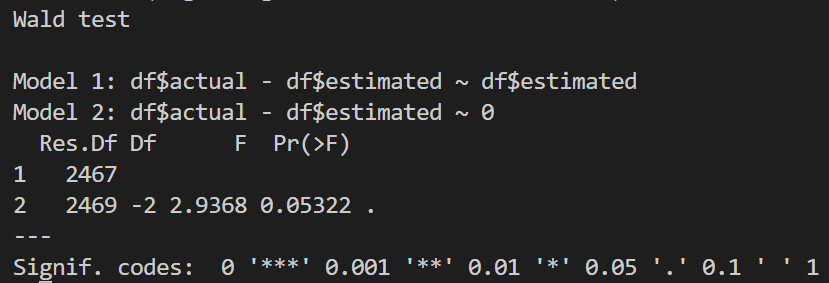 Wald test
Model 1: df$actual - df$estimated ~ df$estimated
Model 2: df$actual - df$estimated ~ 0
  Res.Df Df      F  Pr(>F)
1   2467
2   2469 -2 2.9368 0.05322 .
---
Signif. codes:  0 '***' 0.001 '**' 0.01 '*' 0.05 '.' 0.1 ' ' 1